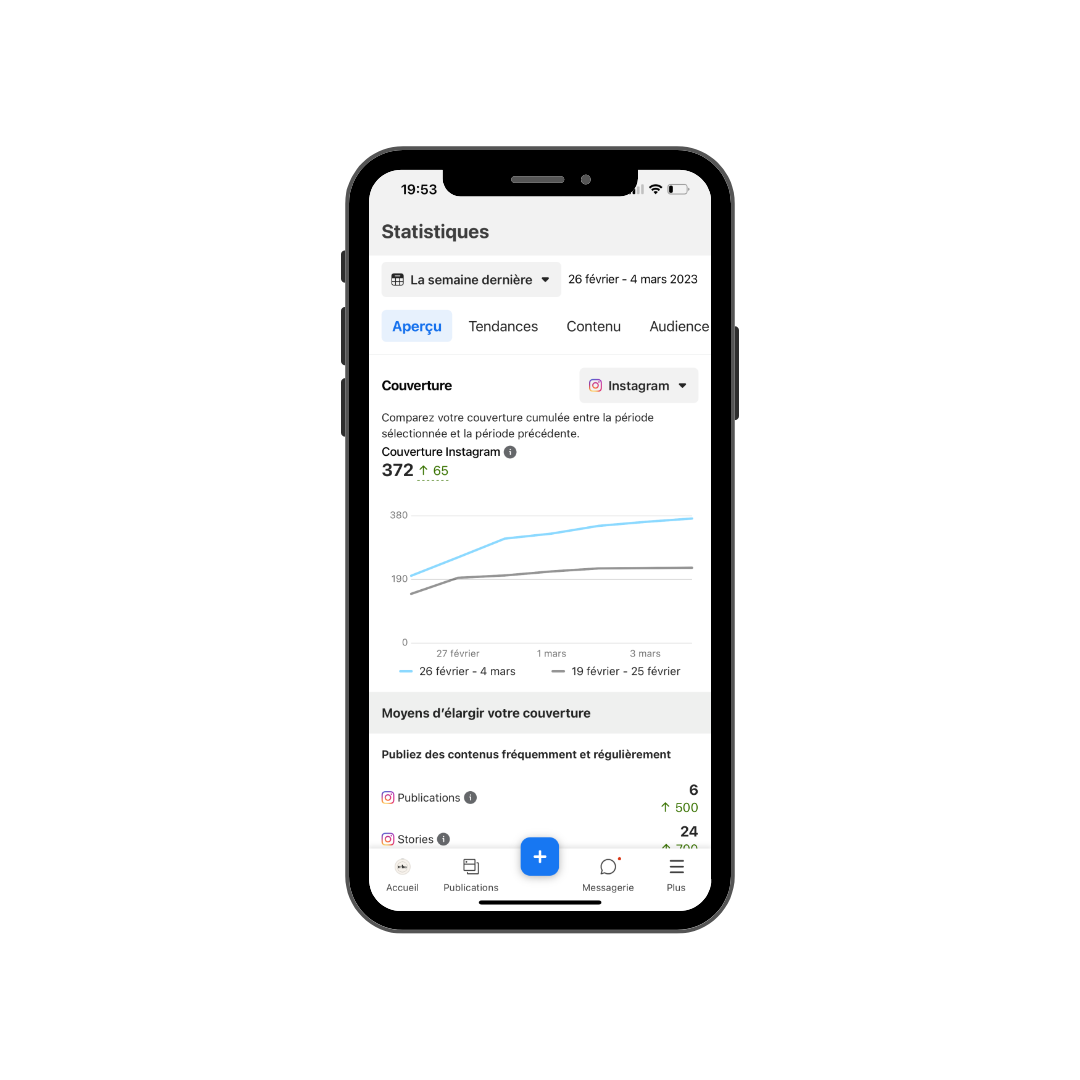 19:53
Statistiques
La semaine dernière 26 février - 4 mars 2023
Aperçu Tendances Contenu Audience
Couverture Instagram
Comparez votre couverture cumulée entre la période
sélectionnée et la période précédente.
Couverture Instagram
372 ↑ 65
380
190
0
27 février 1 mars 3 mars
26 février - 4 mars 19 février - 25 février
Moyens d’élargir votre couverture
Publiez des contenus fréquemment et régulièrement
Publications 6
↑ 500
Stories 24
↑ 700
Accueil Publications Messagerie Plus